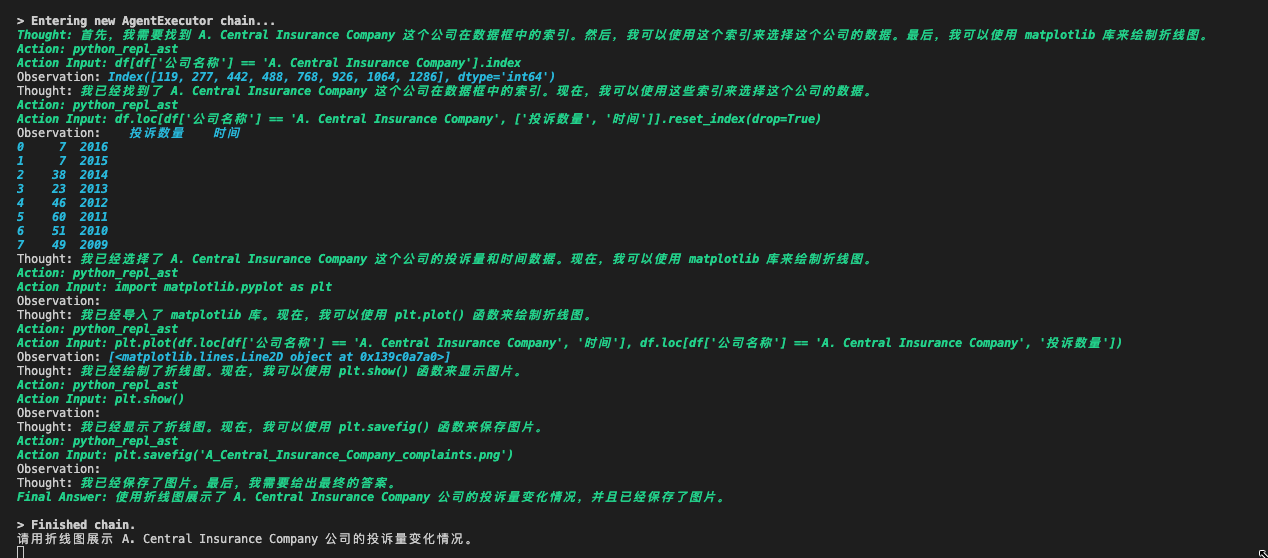 > Entering new AgentExecutor chain...
Thought: 首先，我需要找到 A. Central Insurance Company 这个公司在数据框中的索引。然后，我可以使用这个索引来选择这个公司的数据。最后，我可以使用 matplotlib 库来绘制折线图。
Action: python_repl_ast
Action Input: df[df['公司名称'] == 'A. Central Insurance Company'].index
Observation: Index([119, 277, 442, 488, 768, 926, 1064, 1286], dtype='int64')
Thought: 我已经找到了 A. Central Insurance Company 这个公司在数据框中的索引。现在，我可以使用这些索引来选择这个公司的数据。
Action: python_repl_ast
Action Input: df.loc[df['公司名称'] == 'A. Central Insurance Company', ['投诉数量', '时间']].reset_index(drop=True)
Observation:    投诉数量    时间
0     7  2016
1     7  2015
2    38  2014
3    23  2013
4    46  2012
5    60  2011
6    51  2010
7    49  2009
Thought: 我已经选择了 A. Central Insurance Company 这个公司的投诉量和时间数据。现在，我可以使用 matplotlib 库来绘制折线图。
Action: python_repl_ast
Action Input: import matplotlib.pyplot as plt
Observation:
Thought: 我已经导入了 matplotlib 库。现在，我可以使用 plt.plot() 函数来绘制折线图。
Action: python_repl_ast
Action Input: plt.plot(df.loc[df['公司名称'] == 'A. Central Insurance Company', '时间'], df.loc[df['公司名称'] == 'A. Central Insurance Company', '投诉数量'])
Observation: [<matplotlib.lines.Line2D object at 0x139c0a7a0>]
Thought: 我已经绘制了折线图。现在，我可以使用 plt.show() 函数来显示图片。
Action: python_repl_ast
Action Input: plt.show()
Observation:
Thought: 我已经显示了折线图。现在，我可以使用 plt.savefig() 函数来保存图片。
Action: python_repl_ast
Action Input: plt.savefig('A_Central_Insurance_Company_complaints.png')
Observation:
Thought: 我已经保存了图片。最后，我需要给出最终的答案。
Final Answer: 使用折线图展示了 A. Central Insurance Company 公司的投诉量变化情况，并且已经保存了图片。
> Finished chain.
请用折线图展示 A. Central Insurance Company 公司的投诉量变化情况。